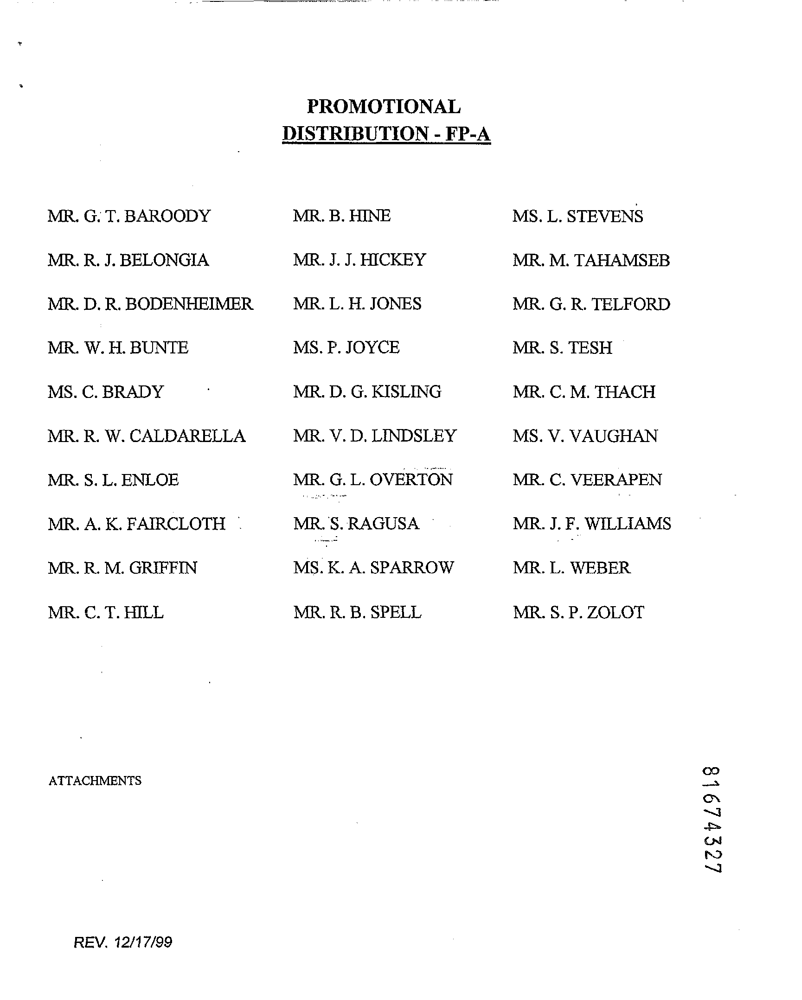 PROMOTIONAL
DISTRIBUTION - FP-A
MR. G. T. BAROODY MR. B. HINE MS. L. STEVENS
MR. R. J. BELONGIA MR. J. J. HICKEY MR. M. TAHAMSEB
MR. D. R. BODENHEIMER MR. L. H. JONES MR. G. R. TELFORD
MR. W. H. BUNTE MS. P. JOYCE MR. S. TESH
MS. C. BRADY MR. D. G. KISLING MR. C. M. THACH
MR. R. W. CALDARELLA MR. V. D. LINDSLEY MS. V. VAUGHAN
MR. S. L. ENLOE MR. G. L. OVERTON MR. C. VEERAPEN
MR. A. K. FAIRCLOTH MR. S. RAGUSA MR. J. F. WILLIAMS
MR. R. M. GRIFFIN MS. K. A. SPARROW MR. L. WEBER
MR. C. T. HILL MR. R. B. SPELL MR. S. P. ZOLOT
ATTACHMENTS
81674327
REV. 12/17/99